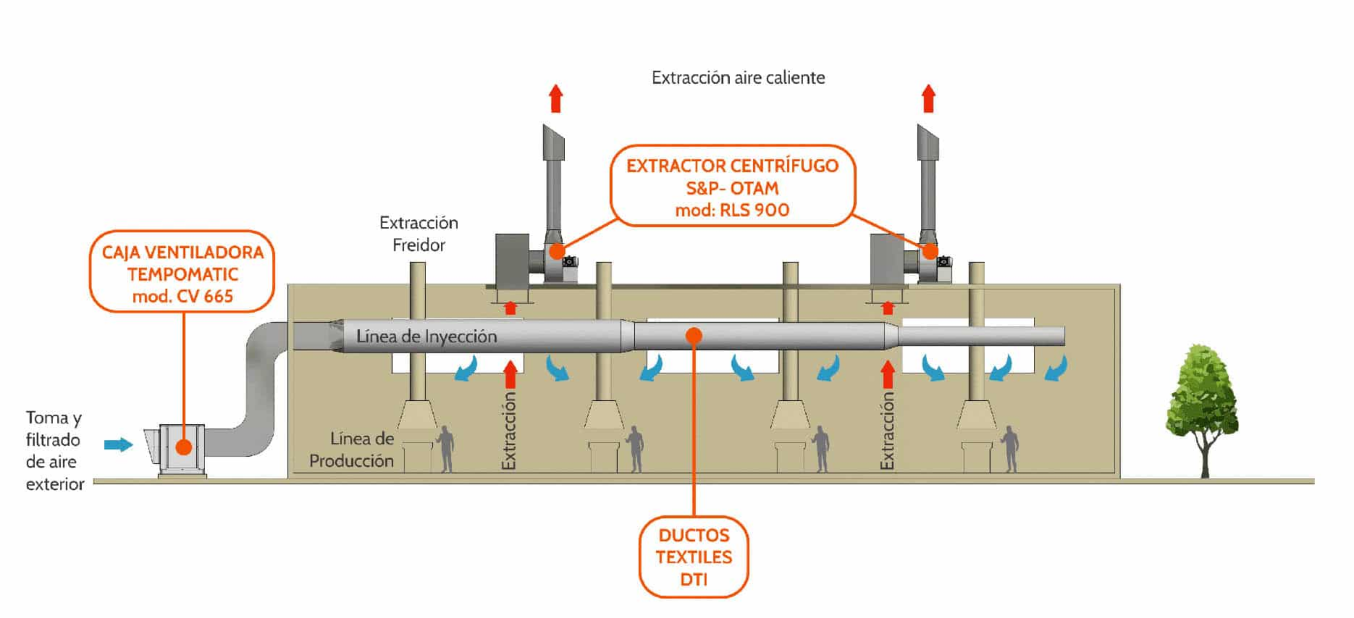 Extracción aire caliente
EXTRACTOR CENTRÍFUGO
S&P- OTAM
mod: RLS 900
Extracción
Freidor
CAJA VENTILADORA
TEMPOMATIC
mod. CV 665
Línea de Inyección
Toma y
filtrado
de aire
exterior
Línea de
Producción
Extracción
Extracción
DUCTOS
TEXTILES
DTI